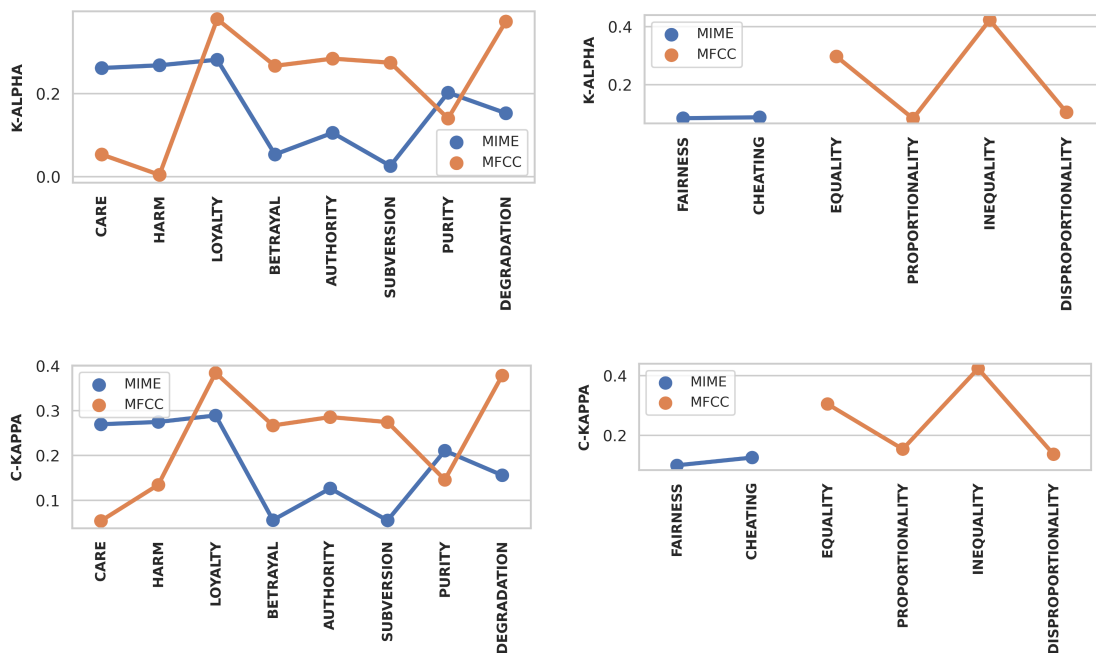 K-ALPHA
0.2
0.0
MIME
MFCC
CARE
HARM
LOYALTY
BETRAYAL
AUTHORITY
SUBVERSION
PURITY
DEGRADATION
K-ALPHA
0.4
0.2
MIME
MFCC
FAIRNESS
CHEATING
EQUALITY
PROPORTIONALITY
INEQUALITY
DISPROPORTIONALITY
C-KAPPA
0.4
0.3
0.2
0.1
MIME
MFCC
CARE
HARM
LOYALTY
BETRAYAL
AUTHORITY
SUBVERSION
PURITY
DEGRADATION
C-KAPPA
0.4
0.2
MIME
MFCC
FAIRNESS
CHEATING
EQUALITY
PROPORTIONALITY
INEQUALITY
DISPROPORTIONALITY